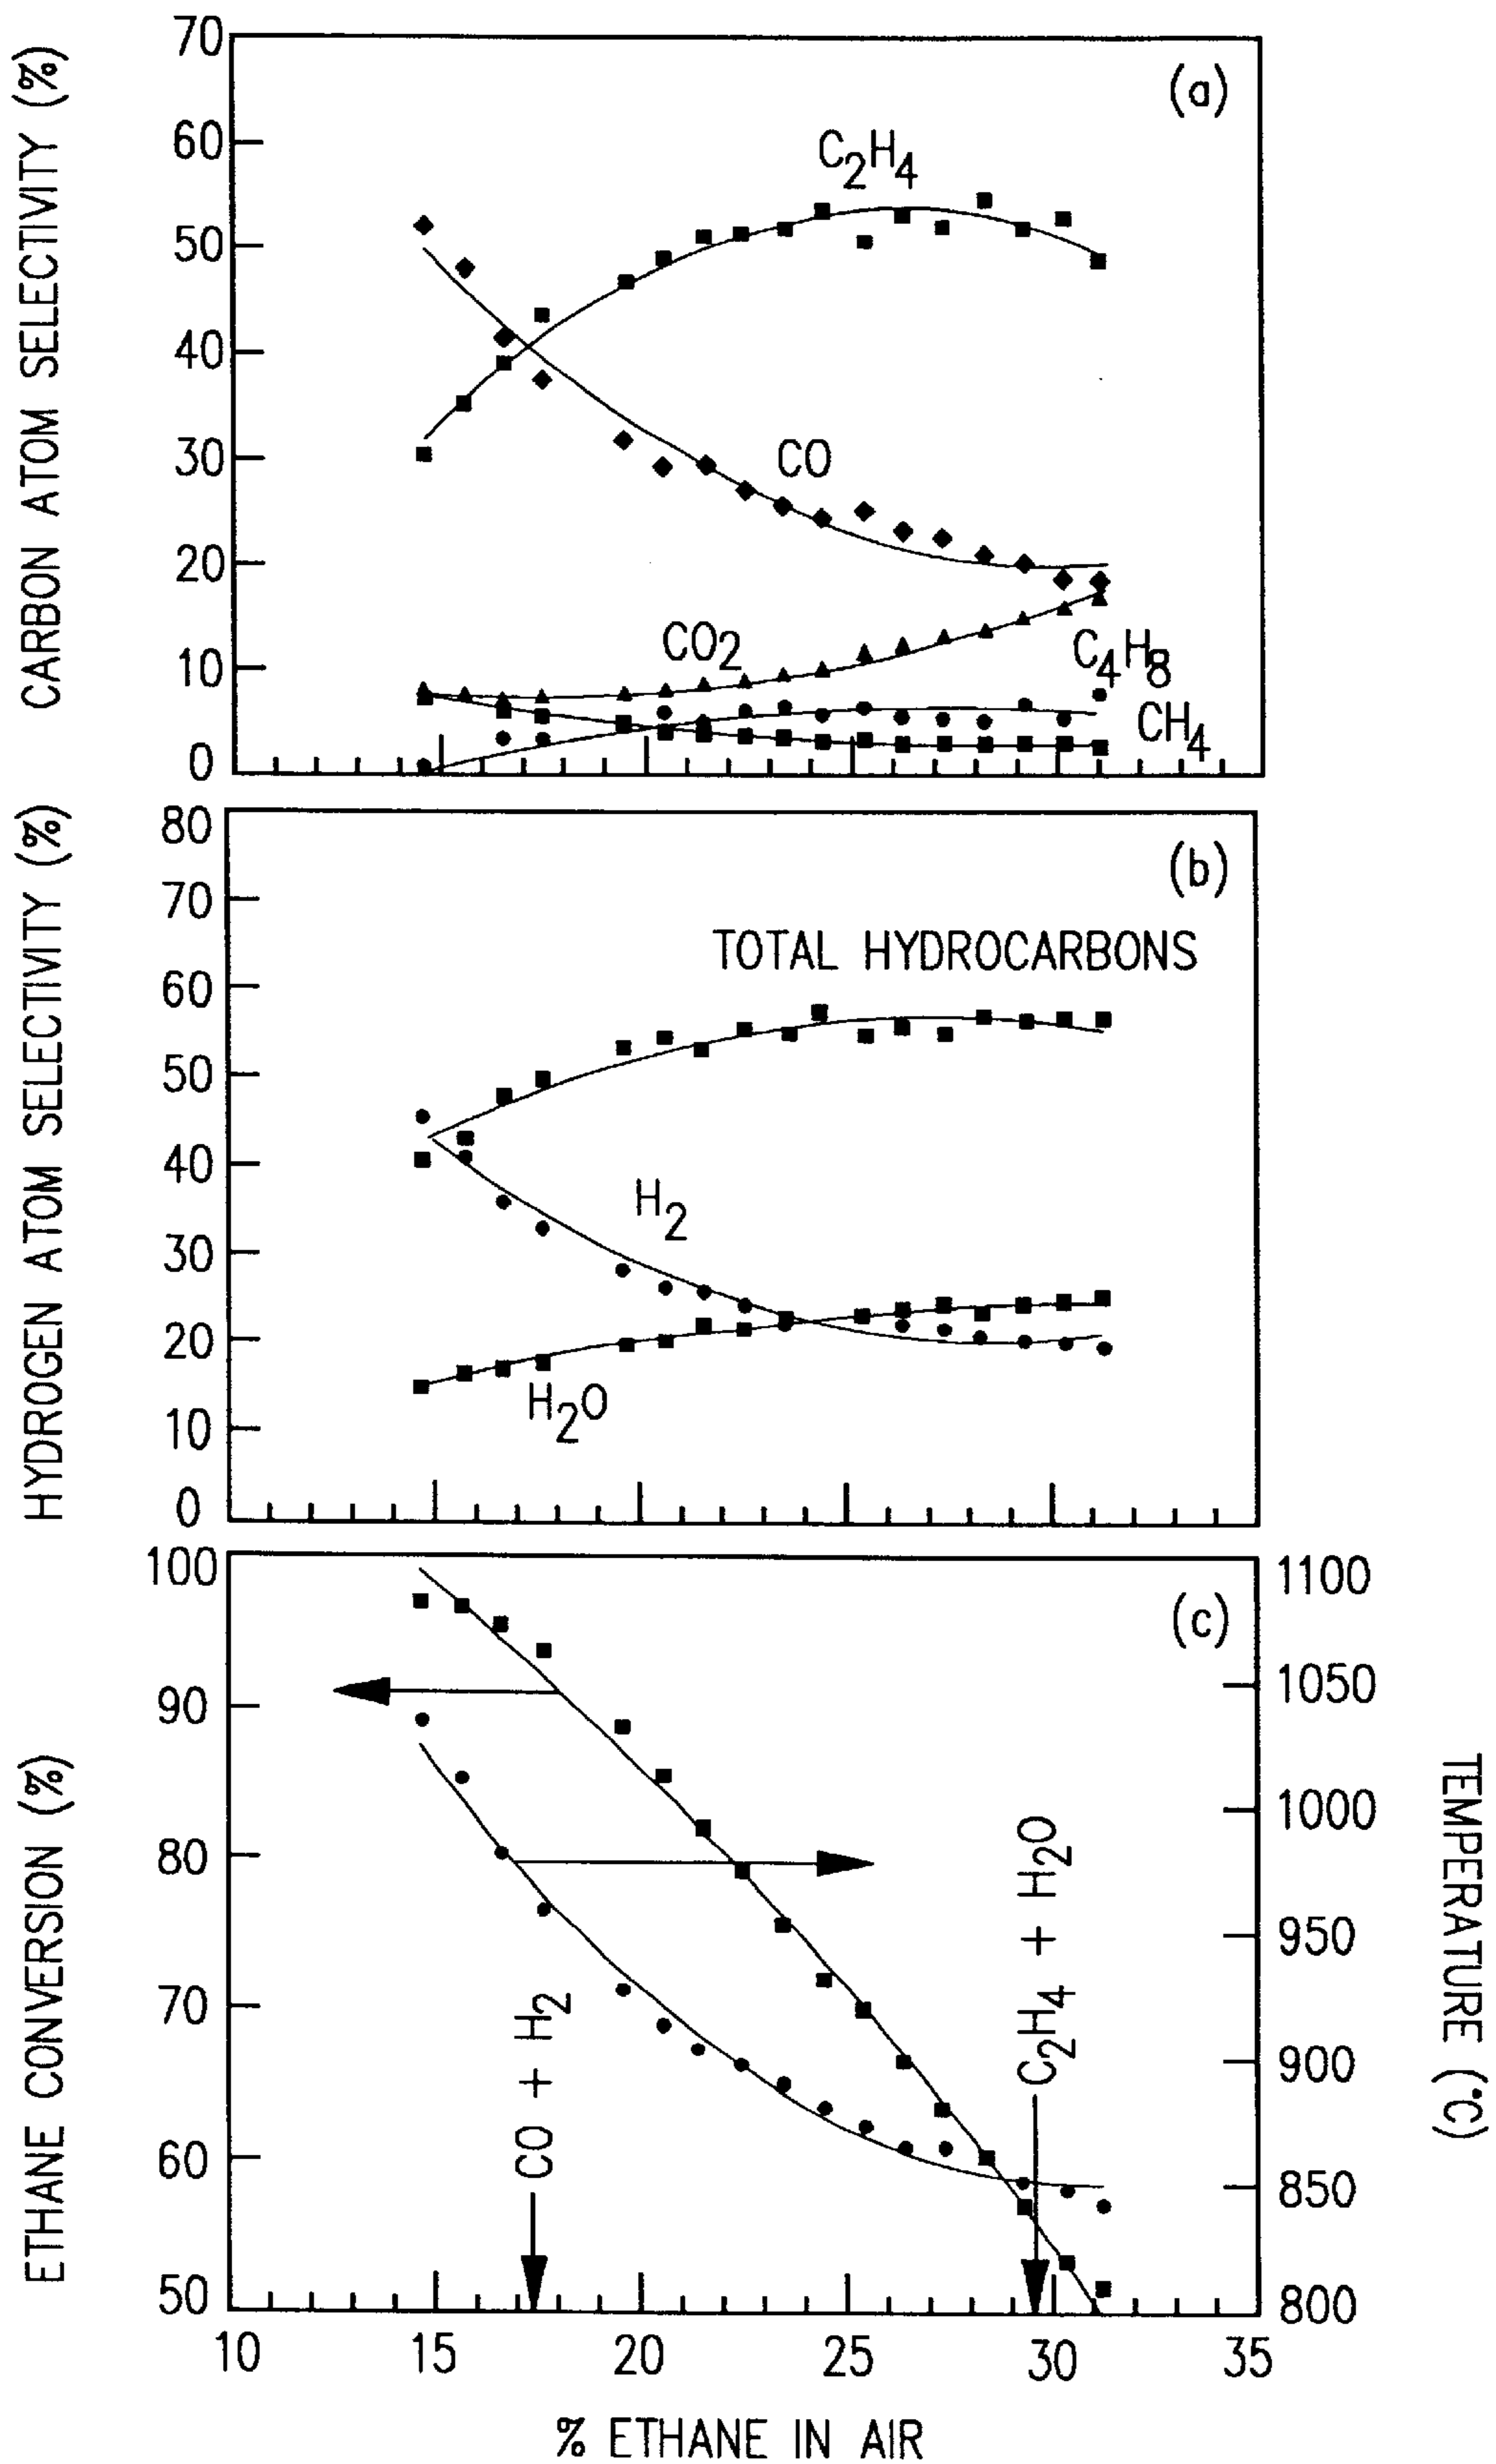 CARBON ATOM SELECTIVITY (%)
70
60
50
40
30
20
10
0
(a)
C2H4
CO
CO2
C4H8
CH4
HYDROGEN ATOM SELECTIVITY (%)
80
70
60
50
40
30
20
10
0
(b)
TOTAL HYDROCARBONS
H2
H2O
ETHANE CONVERSION (%)
100
90
80
70
60
50
(c)
CO + H2
C2H4 + H2O
1100
1050
1000
950
900
850
800
TEMPERATURE (°C)
10 15 20 25 30 35
% ETHANE IN AIR